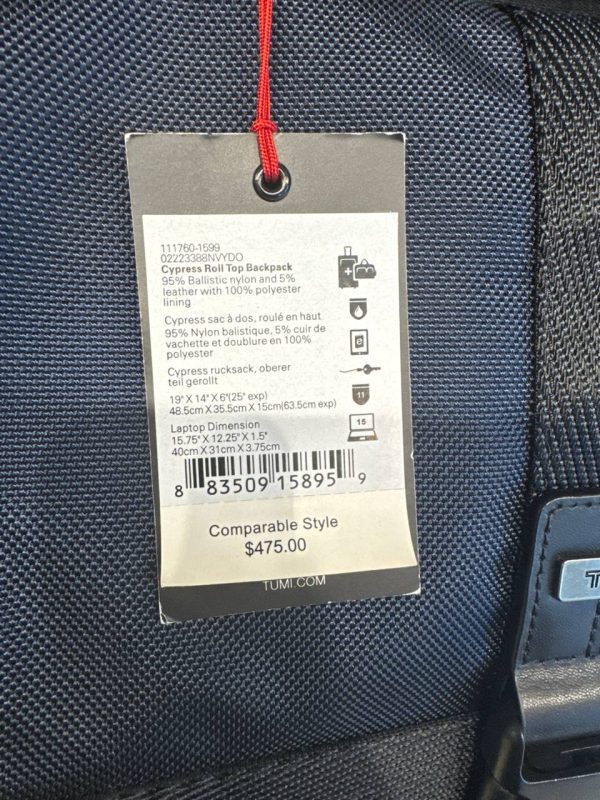 111760-1599
02223388NVYDO
Cypress Roll Top Backpack
95% Ballistic nylon and 5%
leather with 100% polyester
lining
Cypress sac à dos, roulé en haut
95% Nylon balistique, 5% cuir de
vachette et doublure en 100%
polyester
Cypress rucksack, oberer
teil gerollt
19" X 14" X 6"(25" exp)
48.5cm X 35.5cm X 15cm(63.5cm exp)
Laptop Dimension
15.75" X 12.25" X 1.5"
40cm X 31cm X 3.75cm
11
15
8 83509 15895 9
Comparable Style
$475.00
TUMI.COM